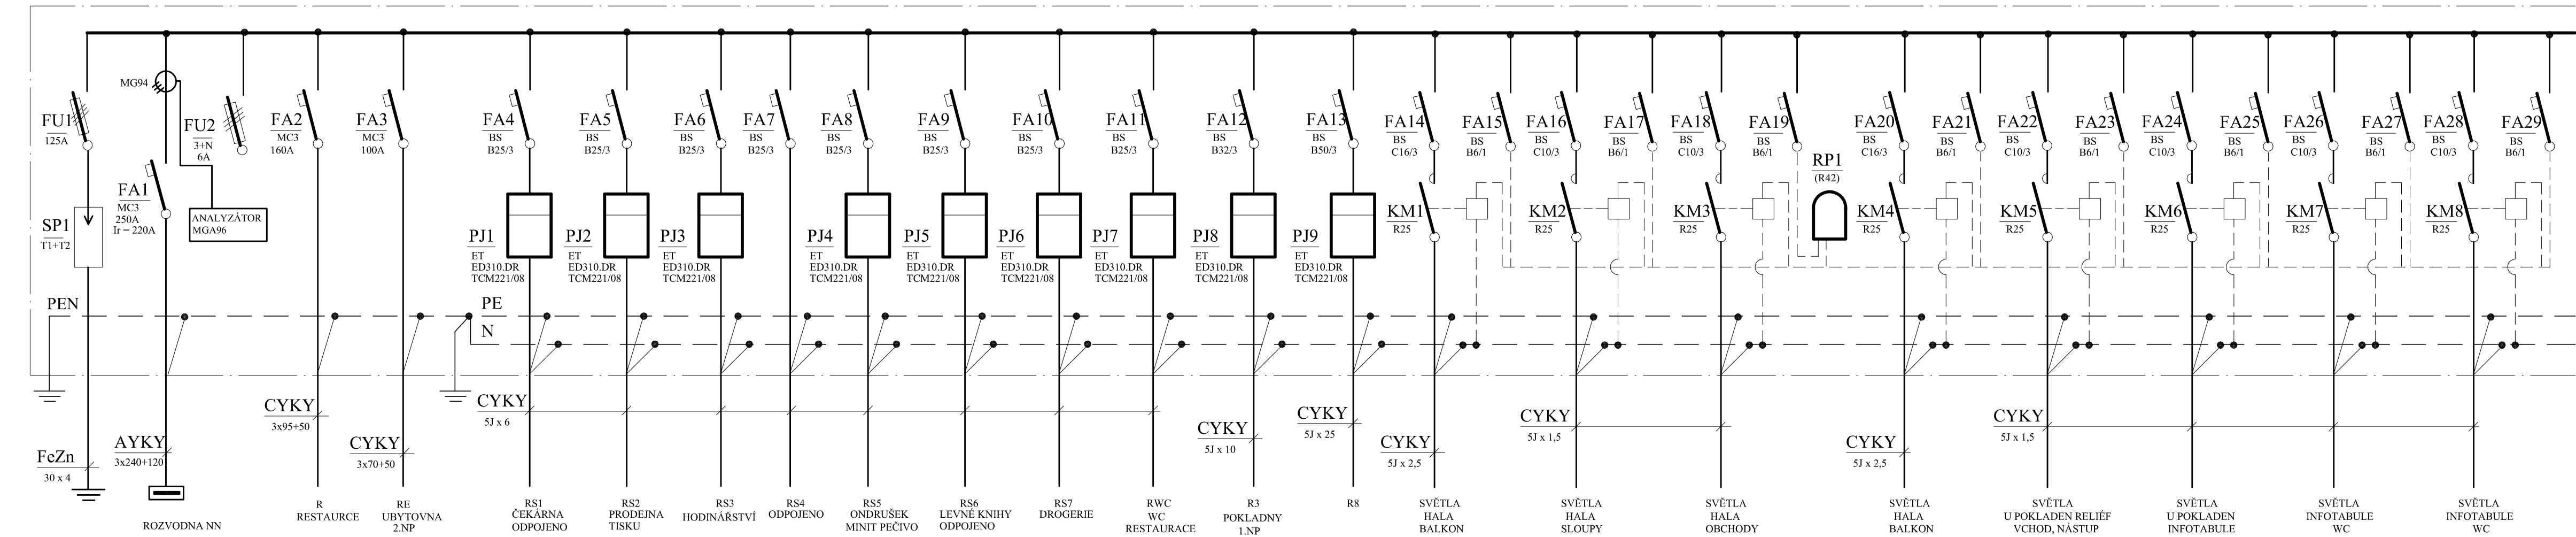 FU1
125A
SP1
T1+T2
PEN
FeZn
30 x 4
MG94
FA1
MC3
250A
Ir = 220A
AYKY
3x240+120
ROZVODNA NN
FU2
3+N
6A
ANALYZÁTOR
MGA96
FA2
MC3
160A
CYKY
3x95+50
R
RESTAURCE
FA3
MC3
100A
CYKY
3x70+50
RE
UBYTOVNA
2.NP
PE
N
FA4
BS
B25/3
PJ1
ET
ED310.DR
TCM221/08
CYKY
5J x 6
RS1
ČEKÁRNA
ODPOJENO
FA5
BS
B25/3
PJ2
ET
ED310.DR
TCM221/08
RS2
PRODEJNA
TISKU
FA6
BS
B25/3
PJ3
ET
ED310.DR
TCM221/08
RS3
HODINÁŘSTVÍ
FA7
BS
B25/3
RS4
ODPOJENO
FA8
BS
B25/3
PJ4
ET
ED310.DR
TCM221/08
RS5
ONDRUŠEK
MINIT PEČIVO
FA9
BS
B25/3
PJ5
ET
ED310.DR
TCM221/08
RS6
LEVNÉ KNIHY
ODPOJENO
FA10
BS
B25/3
PJ6
ET
ED310.DR
TCM221/08
RS7
DROGERIE
FA11
BS
B25/3
PJ7
ET
ED310.DR
TCM221/08
RWC
WC
RESTAURACE
FA12
BS
B32/3
PJ8
ET
ED310.DR
TCM221/08
CYKY
5J x 10
R3
POKLADNY
1.NP
FA13
BS
B50/3
PJ9
ET
ED310.DR
TCM221/08
CYKY
5J x 25
R8
FA14
BS
C16/3
KM1
R25
CYKY
5J x 2,5
SVĚTLA
HALA
BALKON
FA15
BS
B6/1
FA16
BS
C10/3
KM2
R25
CYKY
5J x 1,5
SVĚTLA
HALA
SLOUPY
FA17
BS
B6/1
FA18
BS
C10/3
KM3
R25
SVĚTLA
HALA
OBCHODY
FA19
BS
B6/1
RP1
(R42)
FA20
BS
C16/3
KM4
R25
CYKY
5J x 2,5
SVĚTLA
HALA
BALKON
FA21
BS
B6/1
FA22
BS
C10/3
KM5
R25
CYKY
5J x 1,5
SVĚTLA
U POKLADEN RELIÉF
VCHOD, NÁSTUP
FA23
BS
B6/1
FA24
BS
C10/3
KM6
R25
SVĚTLA
U POKLADEN
INFOTABULE
FA25
BS
B6/1
FA26
BS
C10/3
KM7
R25
SVĚTLA
INFOTABULE
WC
FA27
BS
B6/1
FA28
BS
C10/3
KM8
R25
SVĚTLA
INFOTABULE
WC
FA29
BS
B6/1